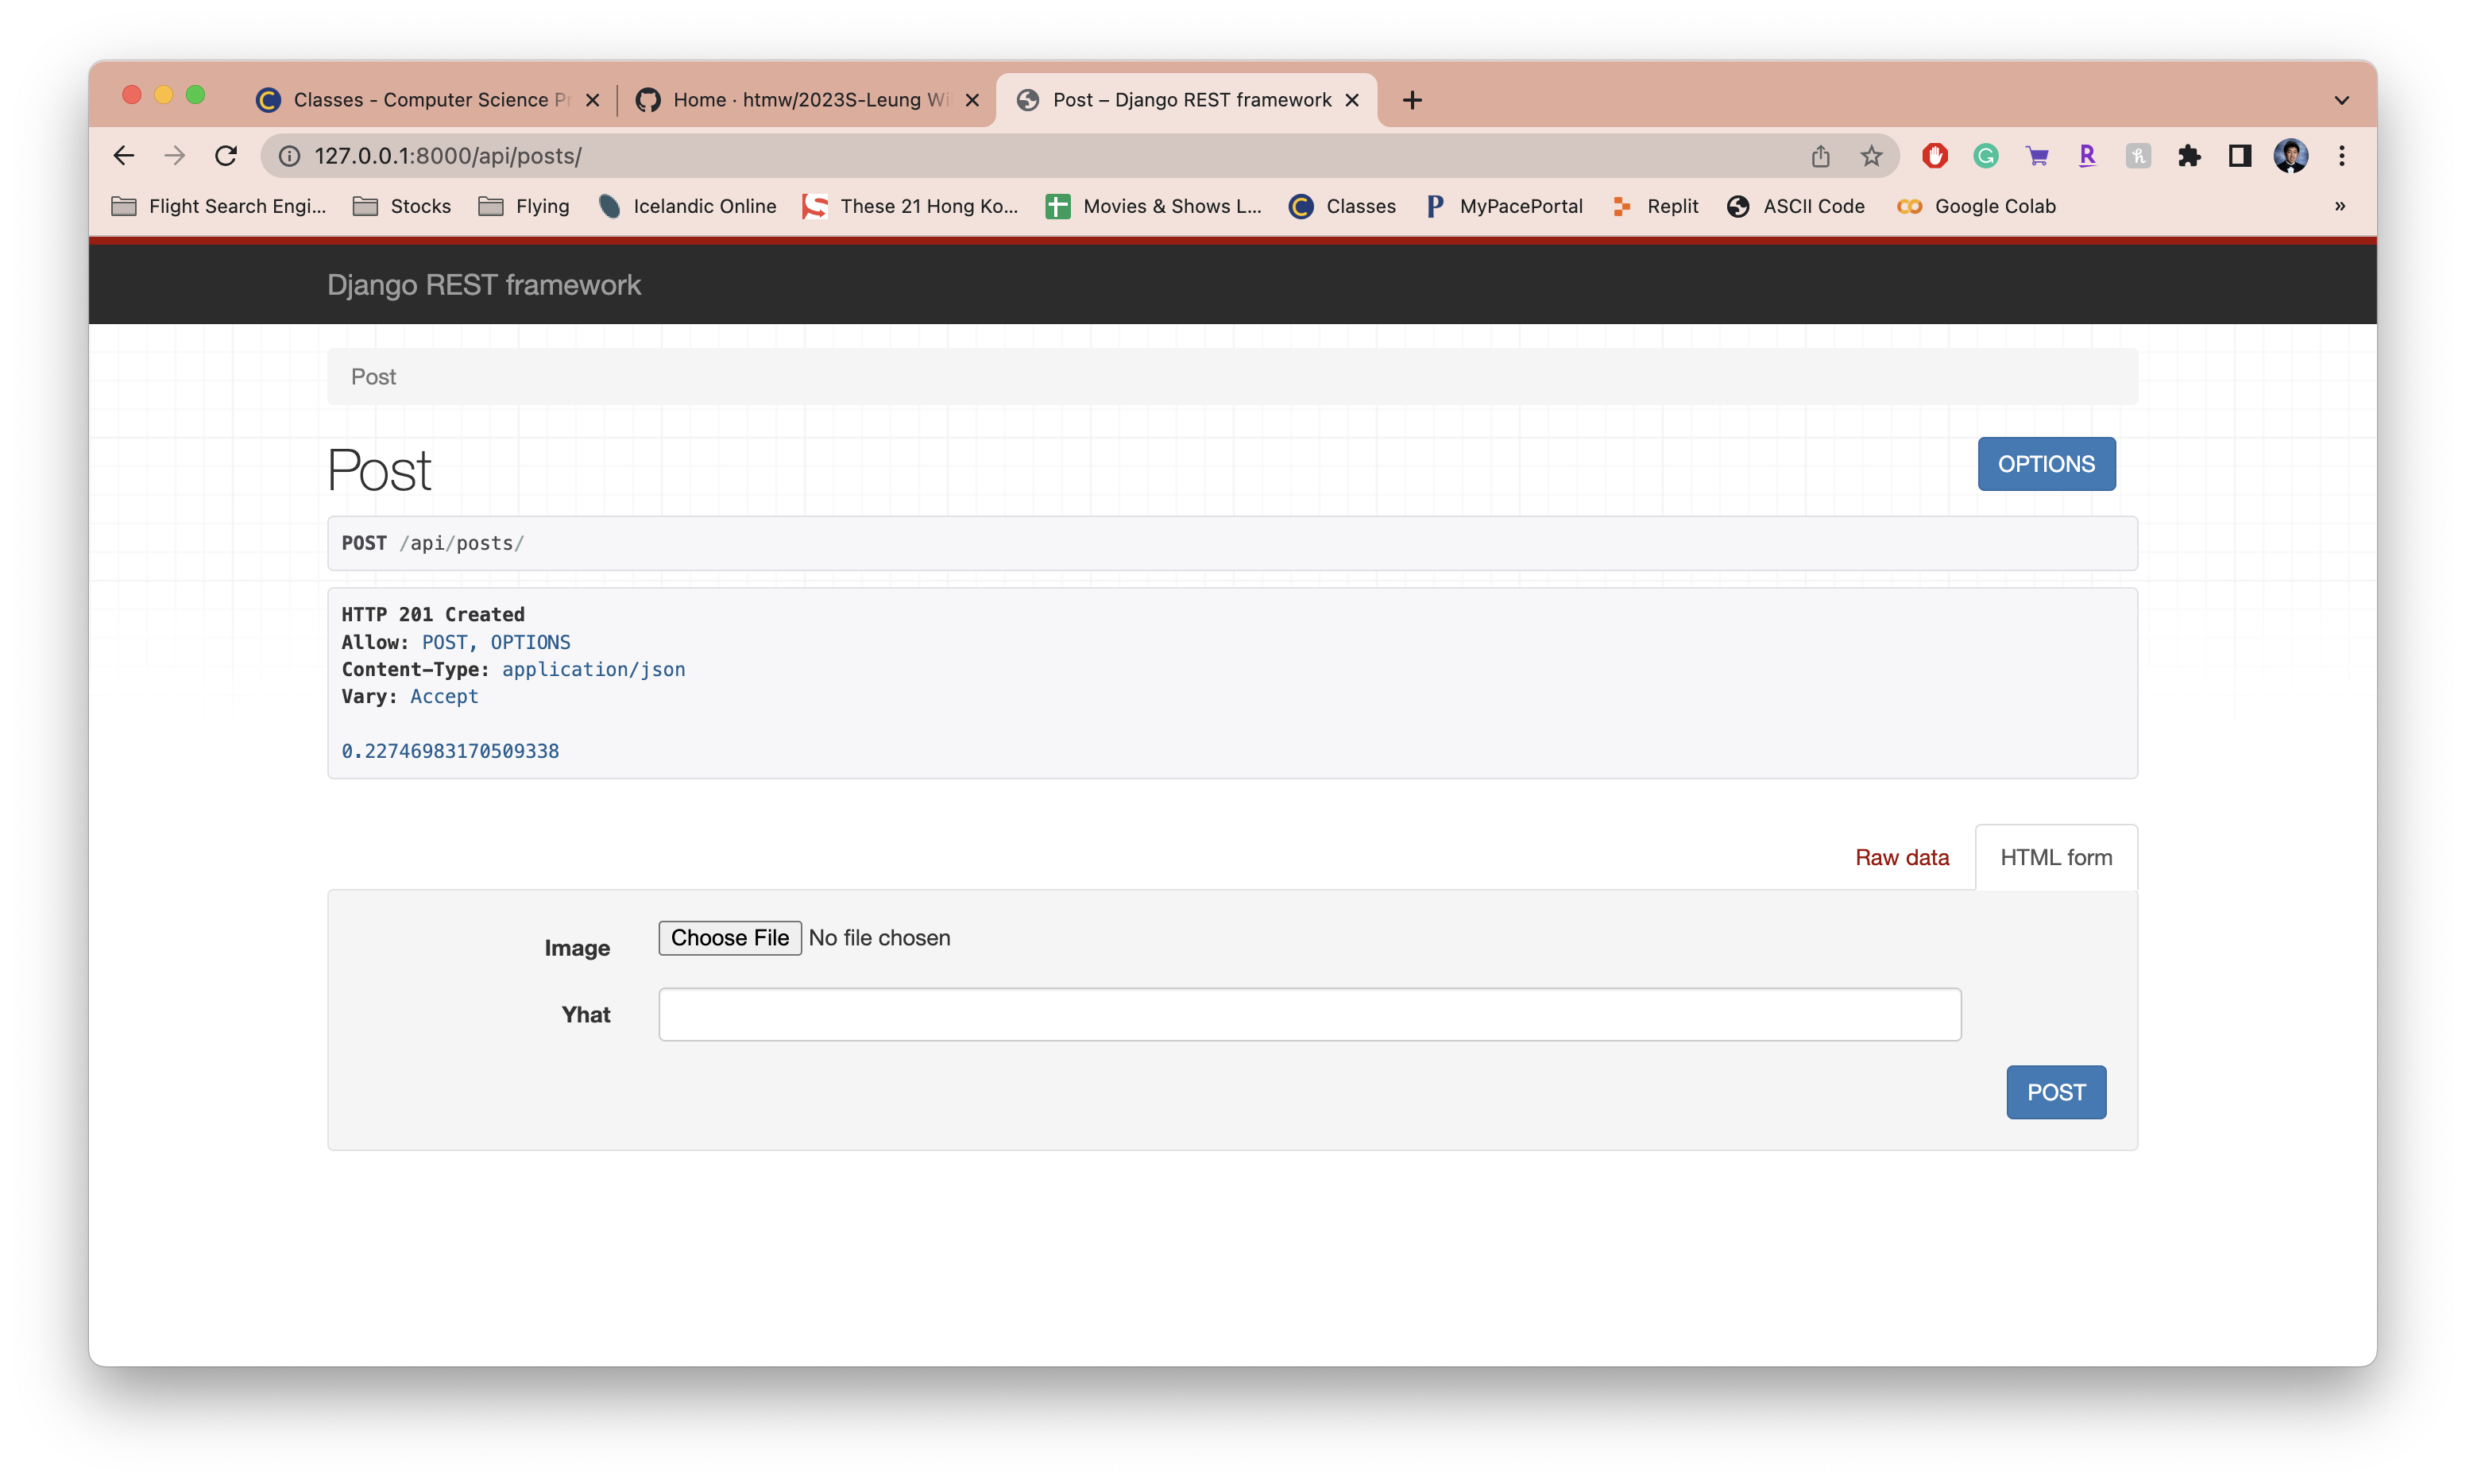 Classes - Computer Science Pr
Home · htmw/2023S-Leung Wi
Post – Django REST framework
127.0.0.1:8000/api/posts/
Flight Search Engi...
Stocks
Flying
Icelandic Online
These 21 Hong Ko...
Movies & Shows L...
Classes
MyPacePortal
Replit
ASCII Code
Google Colab
»
Django REST framework
Post
Post
OPTIONS
POST /api/posts/
HTTP 201 Created
Allow: POST, OPTIONS
Content-Type: application/json
Vary: Accept
0.22746983170509338
Raw data
HTML form
Image
Choose File No file chosen
Yhat
POST